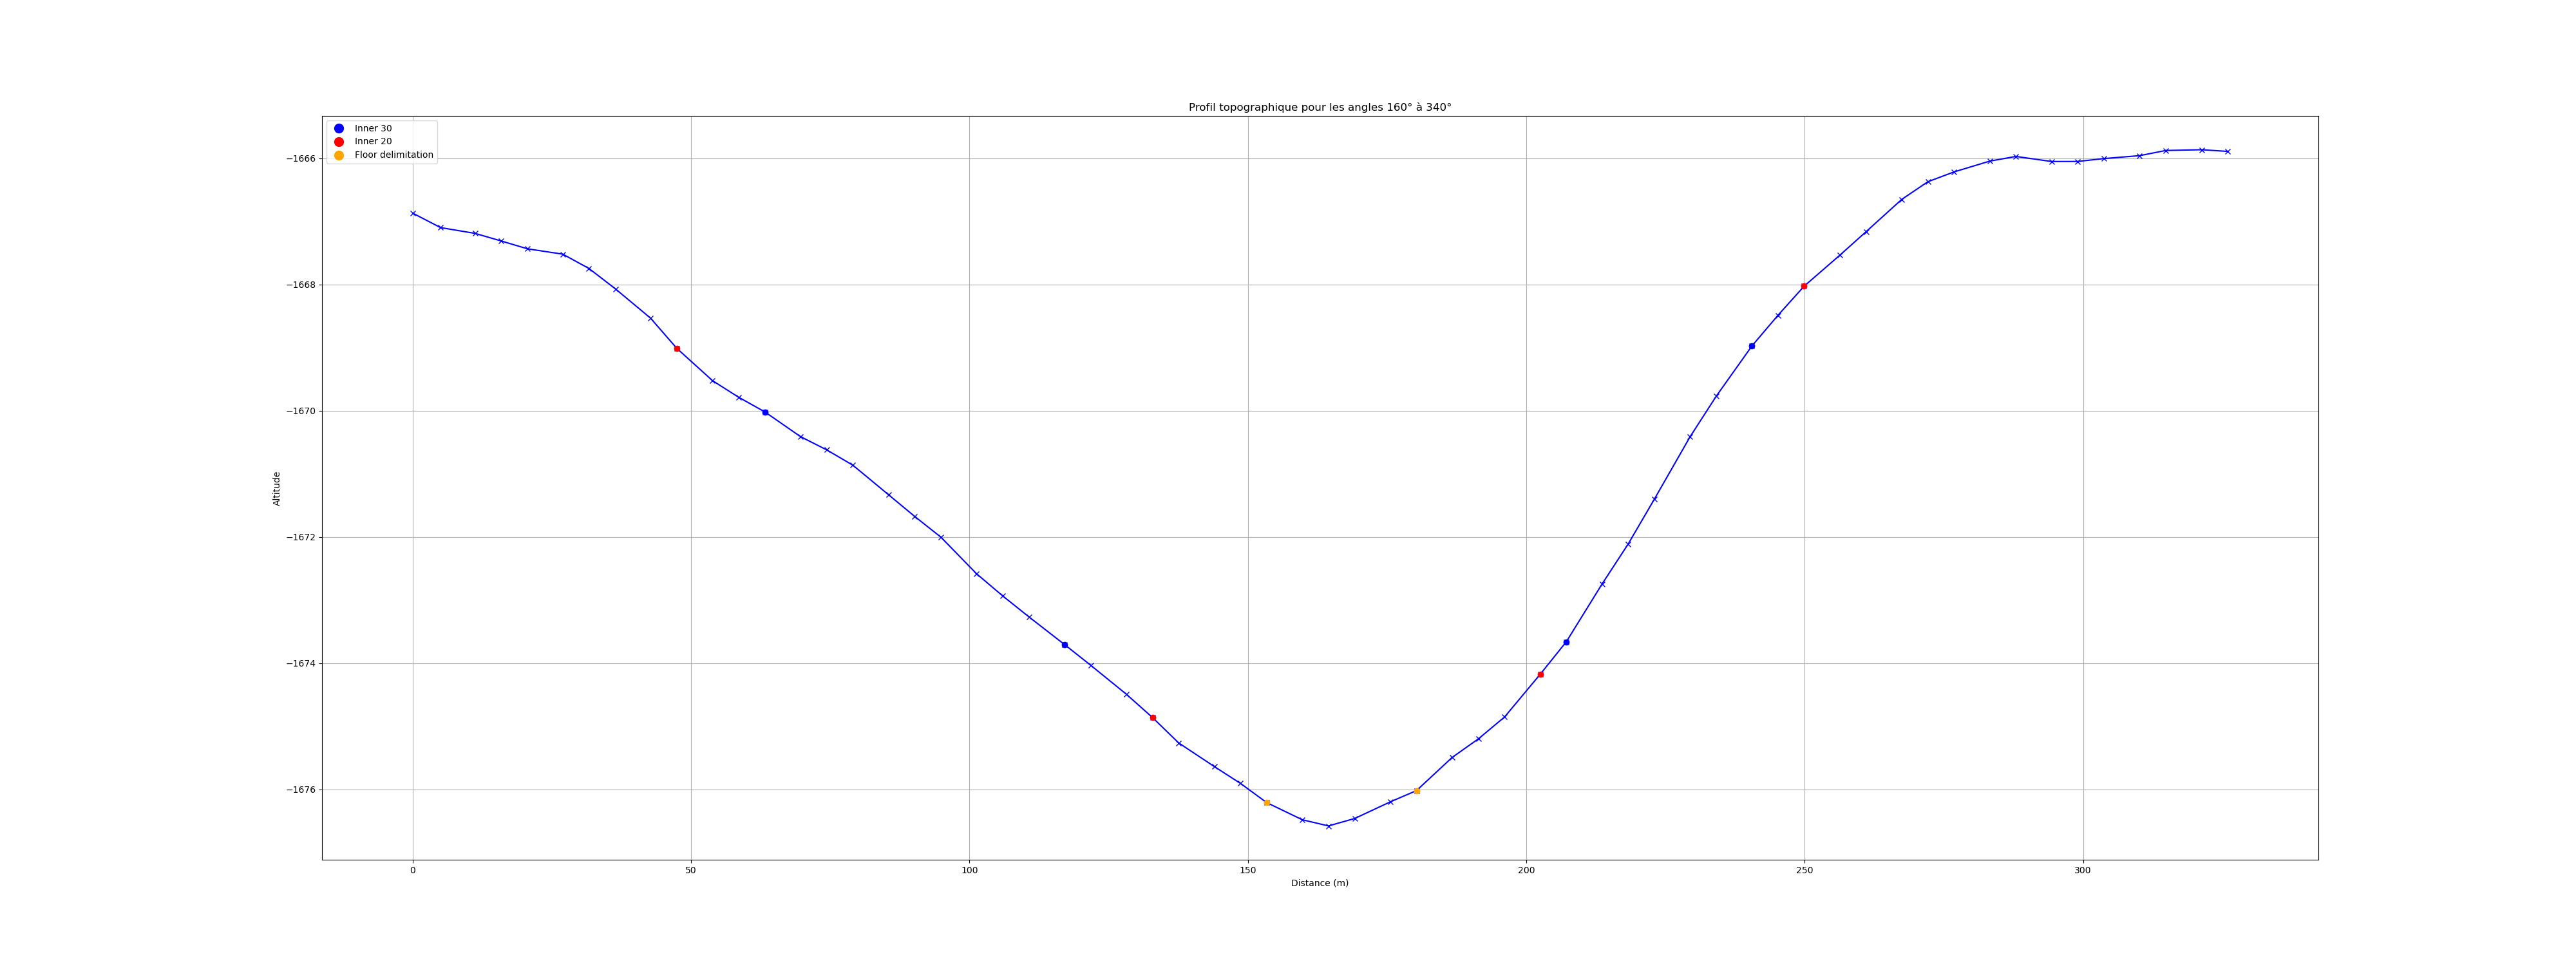 Profil topographique pour les angles 160° à 340°
Inner 30
Inner 20
Floor delimitation
−1666
−1668
−1670
−1672
−1674
−1676
Altitude
0 50 100 150 200 250 300
Distance (m)